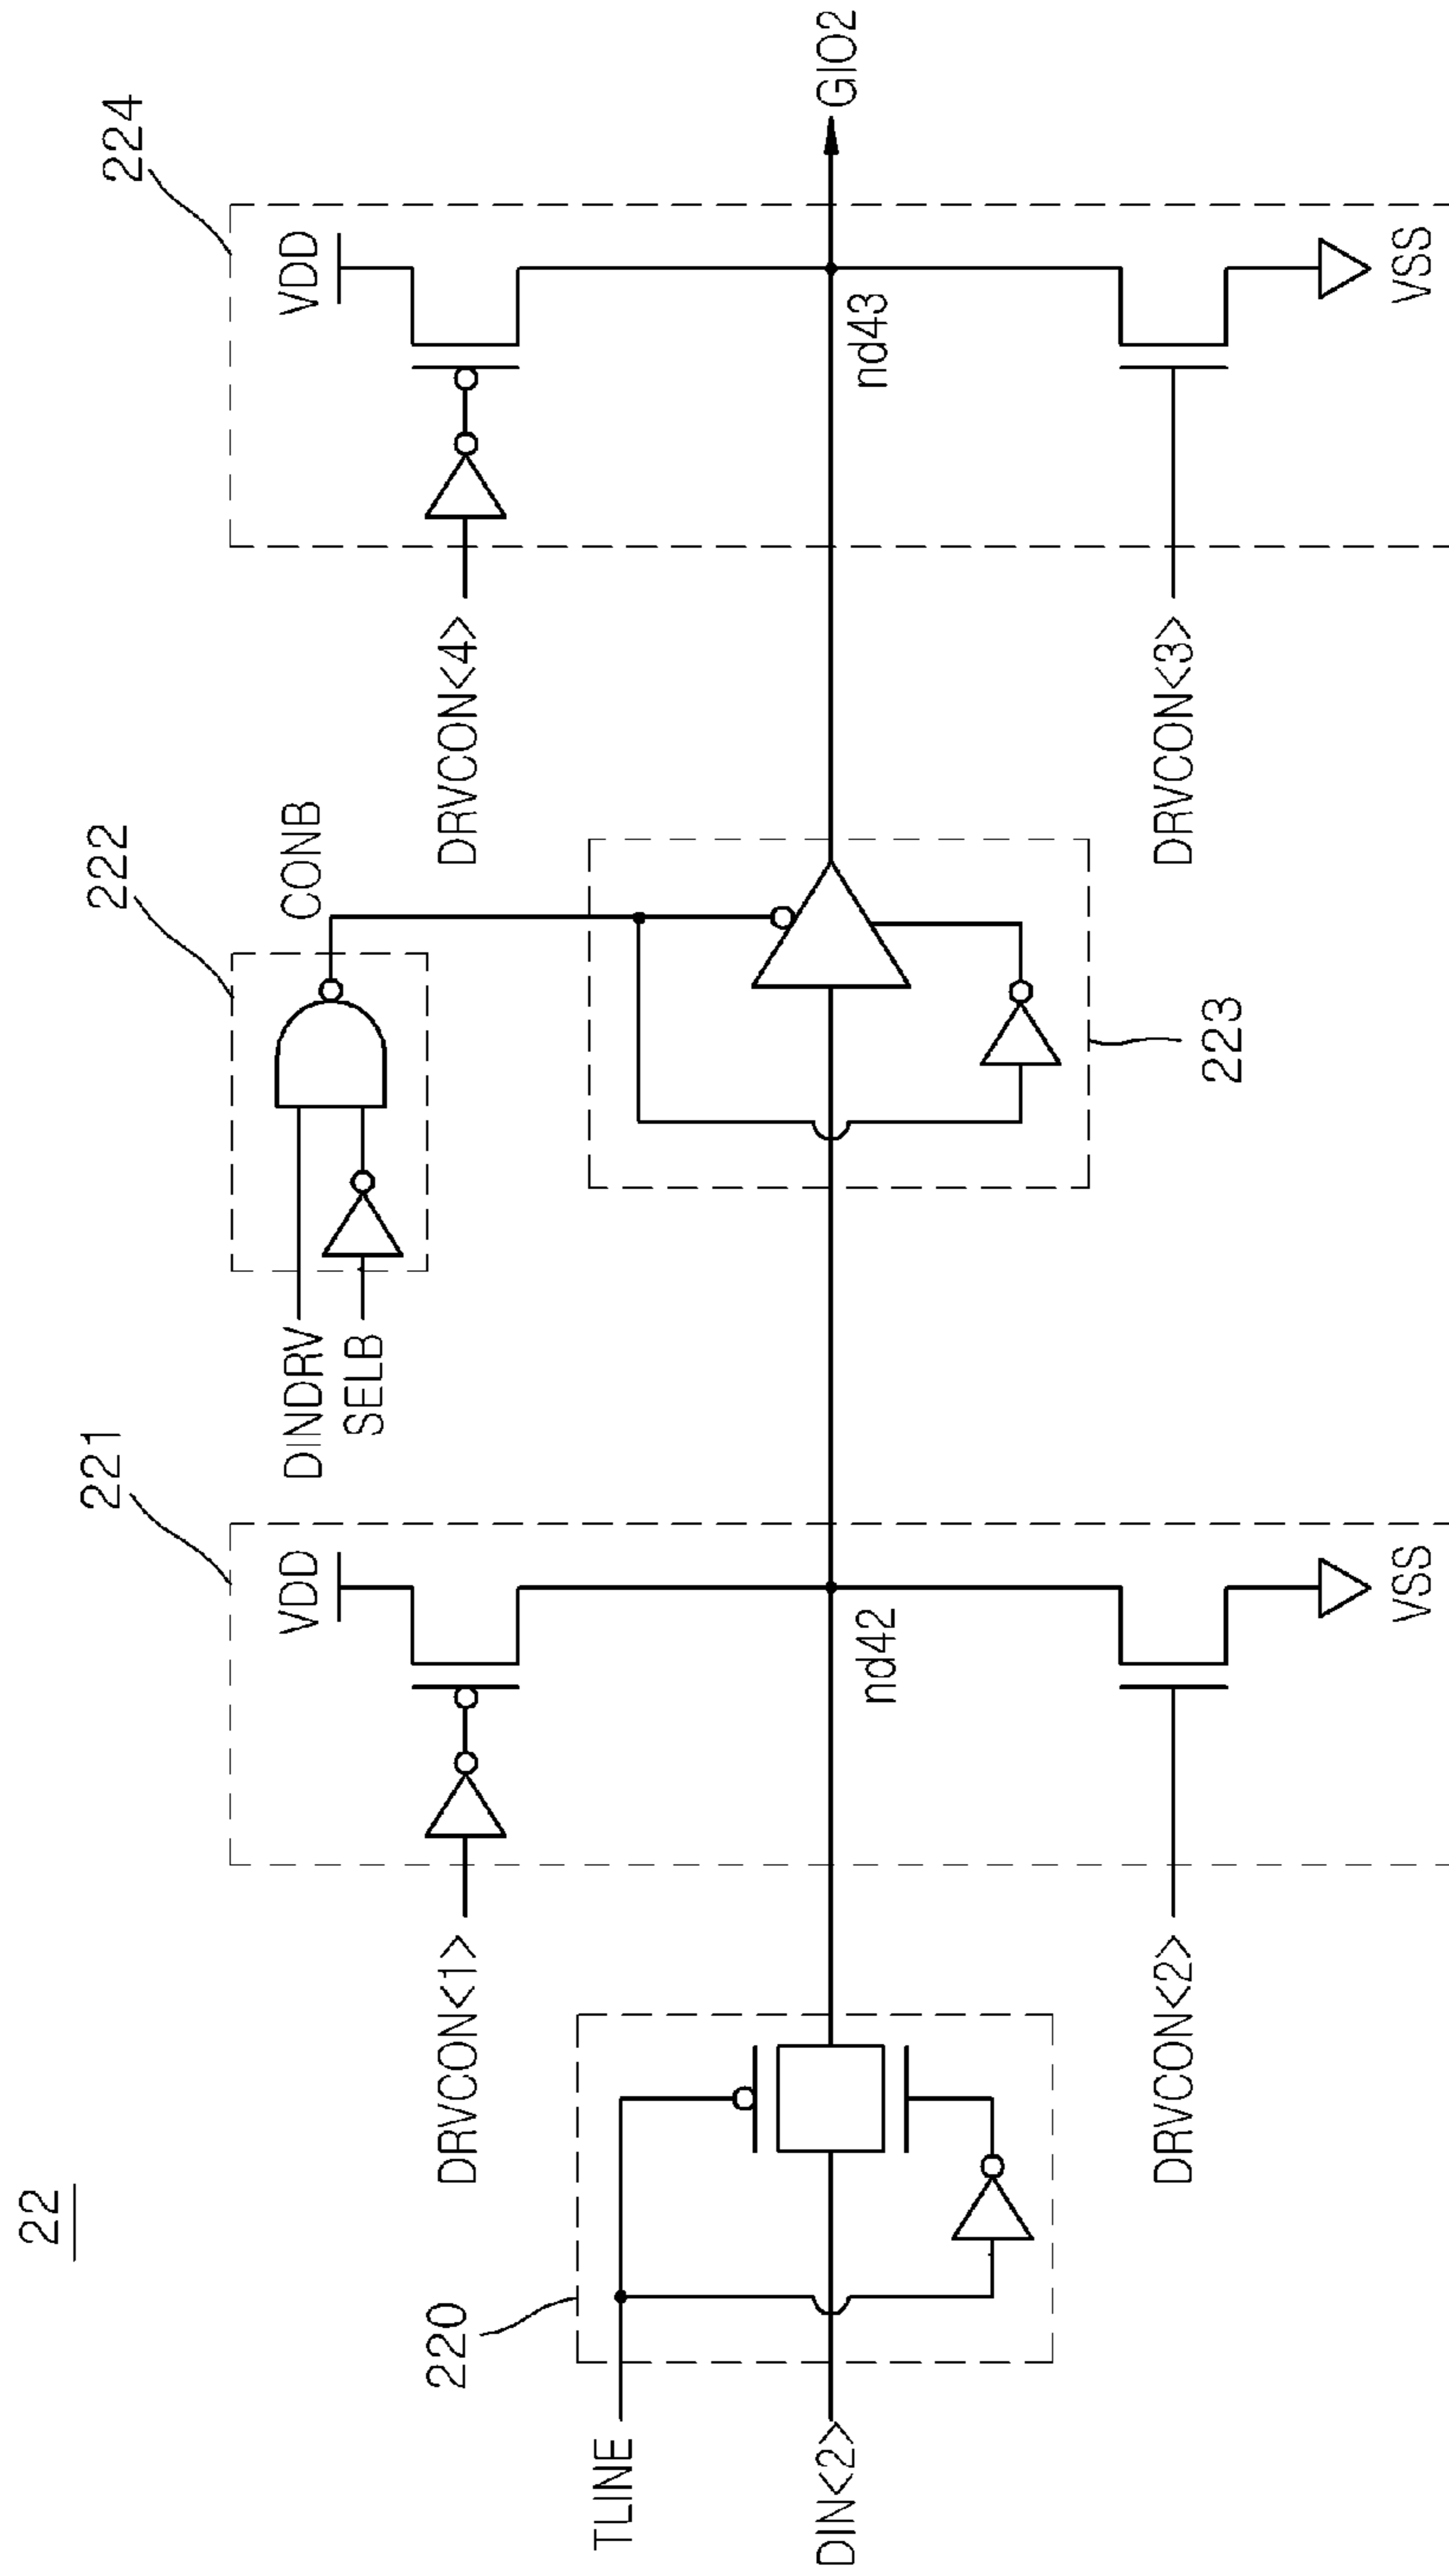 22
220
TLINE
DIN<2>
DRVCON<1>
DRVCON<2>
221
VDD
nd42
VSS
DINDRV
SELB
222
CONB
223
DRVCON<4>
DRVCON<3>
224
VDD
nd43
VSS
GIO2